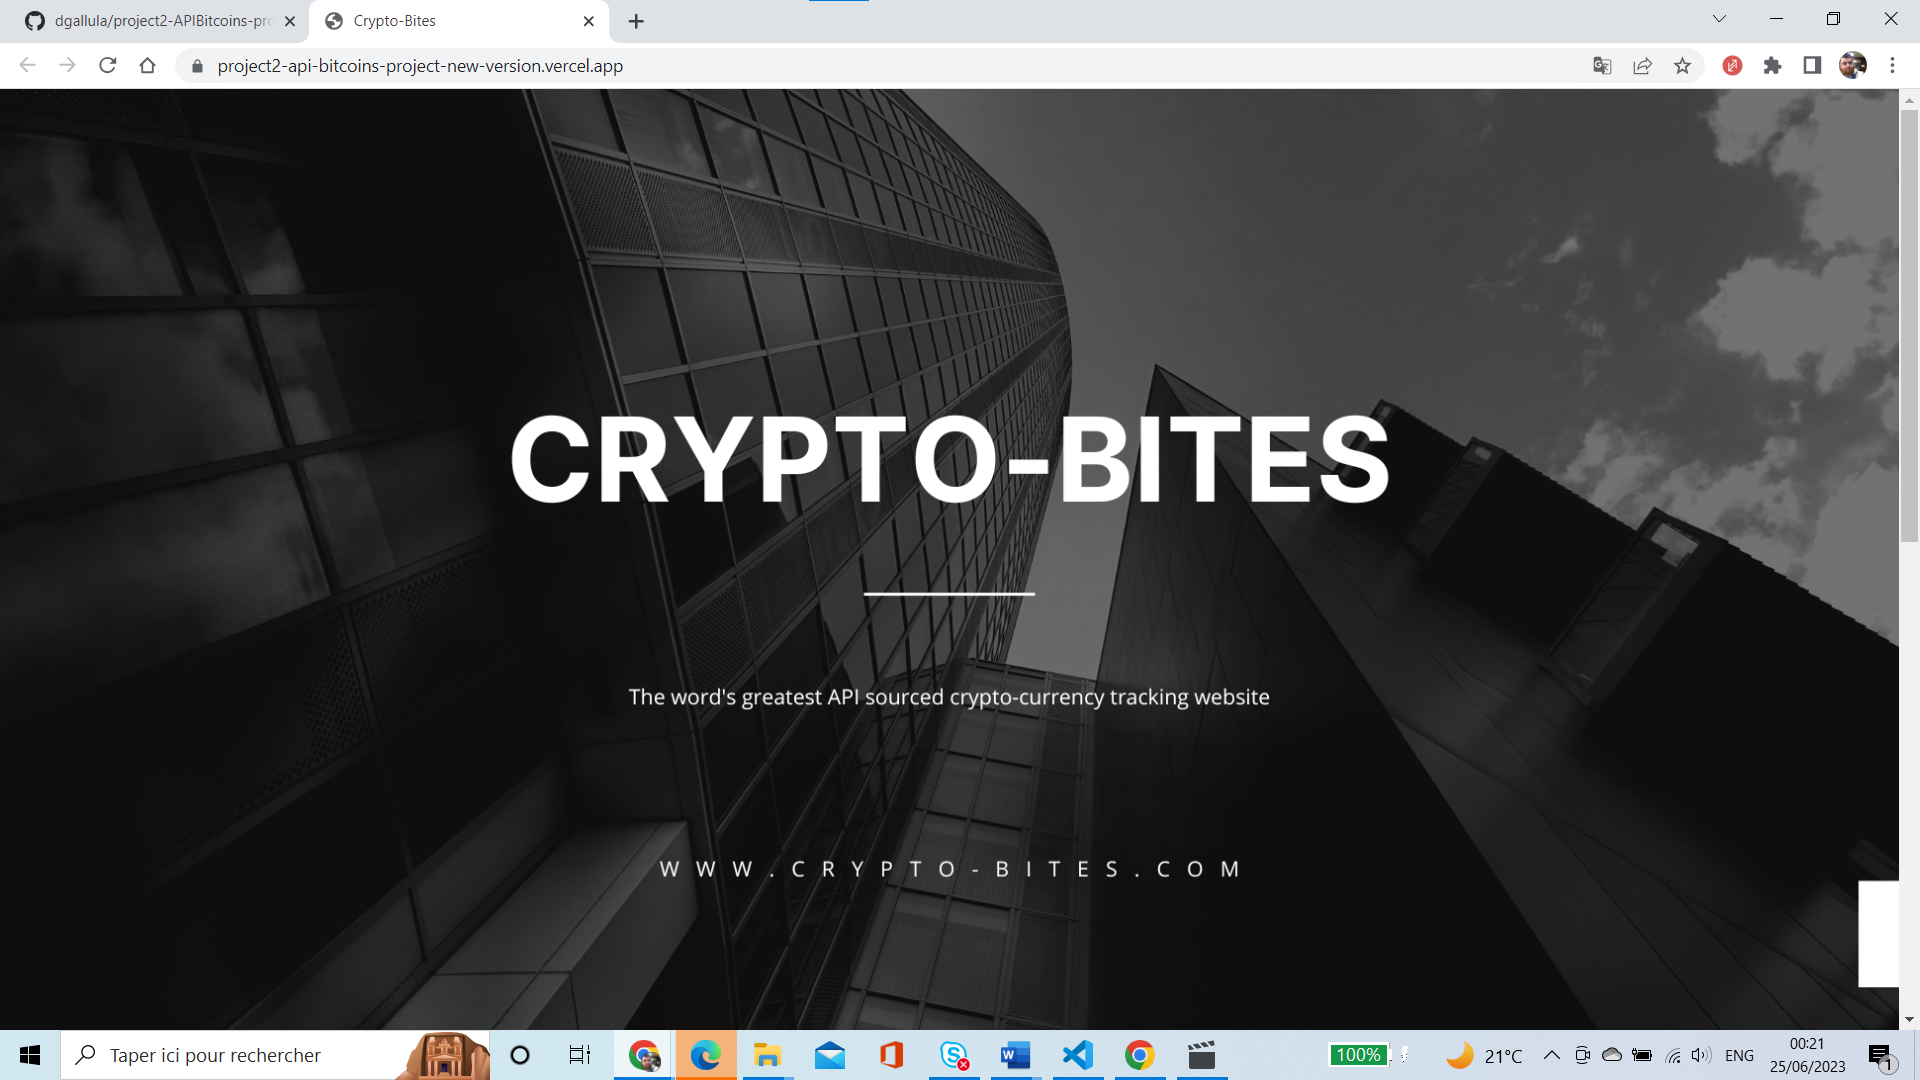 dgallula/project2-APIBitcoins-pro
Crypto-Bites
project2-api-bitcoins-project-new-version.vercel.app
CRYPTO-BITES
The word's greatest API sourced crypto-currency tracking website
WWW.CRYPTO-BITES.COM
Taper ici pour rechercher
100%
21°C
ENG
00:21
25/06/2023
1